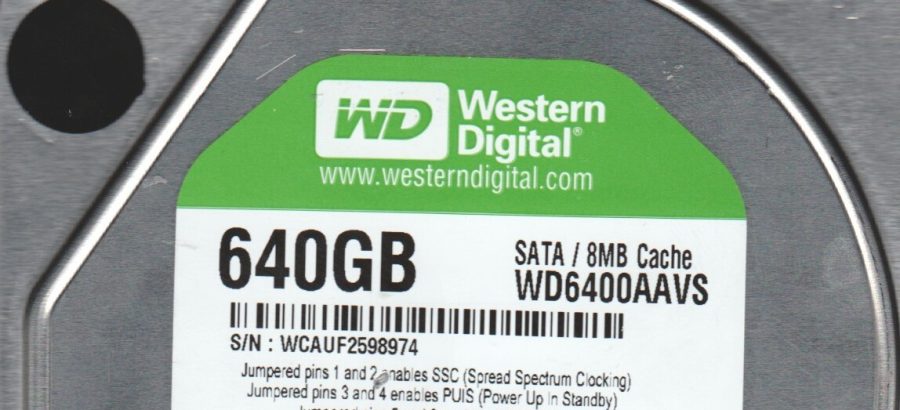 WD Western
Digital®
www.westerndigital.com
640GB SATA / 8MB Cache
WD6400AAVS
S/N : WCAUF2598974
Jumpered pins 1 and 2 enables SSC (Spread Spectrum Clocking)
Jumpered pins 3 and 4 enables PUIS (Power Up In Standby)